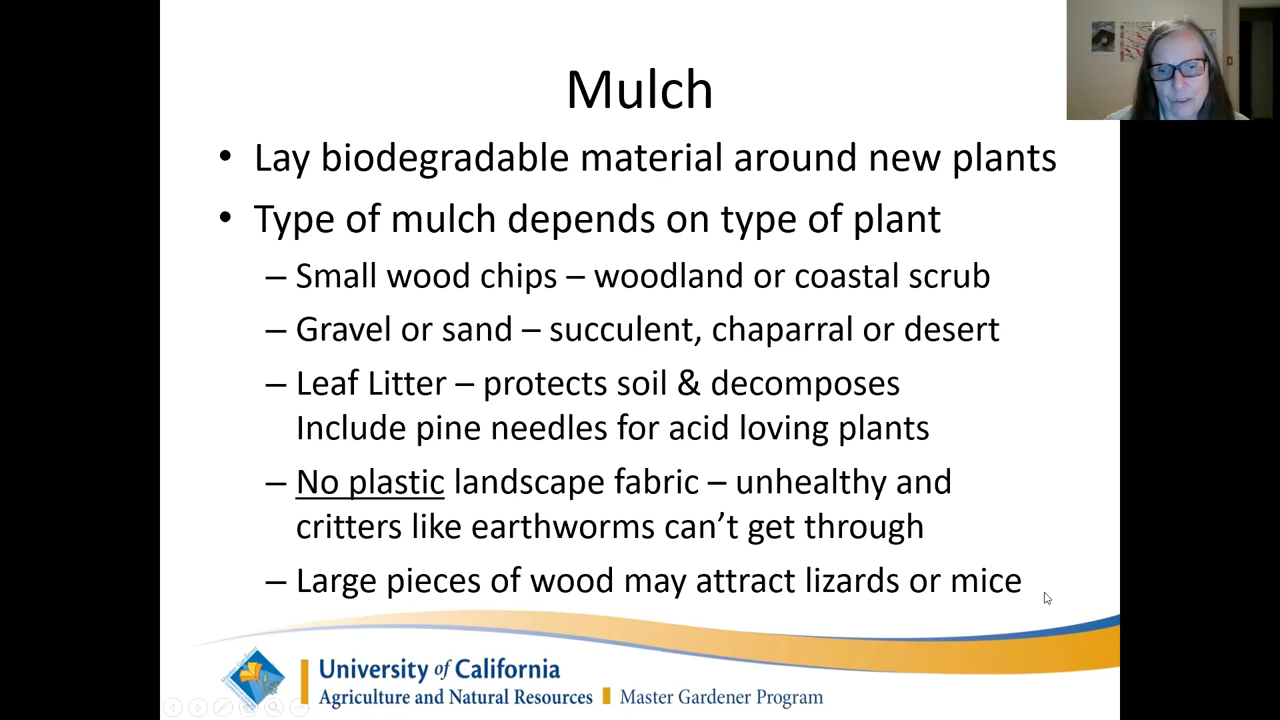 Mulch
• Lay biodegradable material around new plants
• Type of mulch depends on type of plant
– Small wood chips – woodland or coastal scrub
– Gravel or sand – succulent, chaparral or desert
– Leaf Litter – protects soil & decomposes
Include pine needles for acid loving plants
– No plastic landscape fabric – unhealthy and
critters like earthworms can’t get through
– Large pieces of wood may attract lizards or mice
University of California
Agriculture and Natural Resources | Master Gardener Program